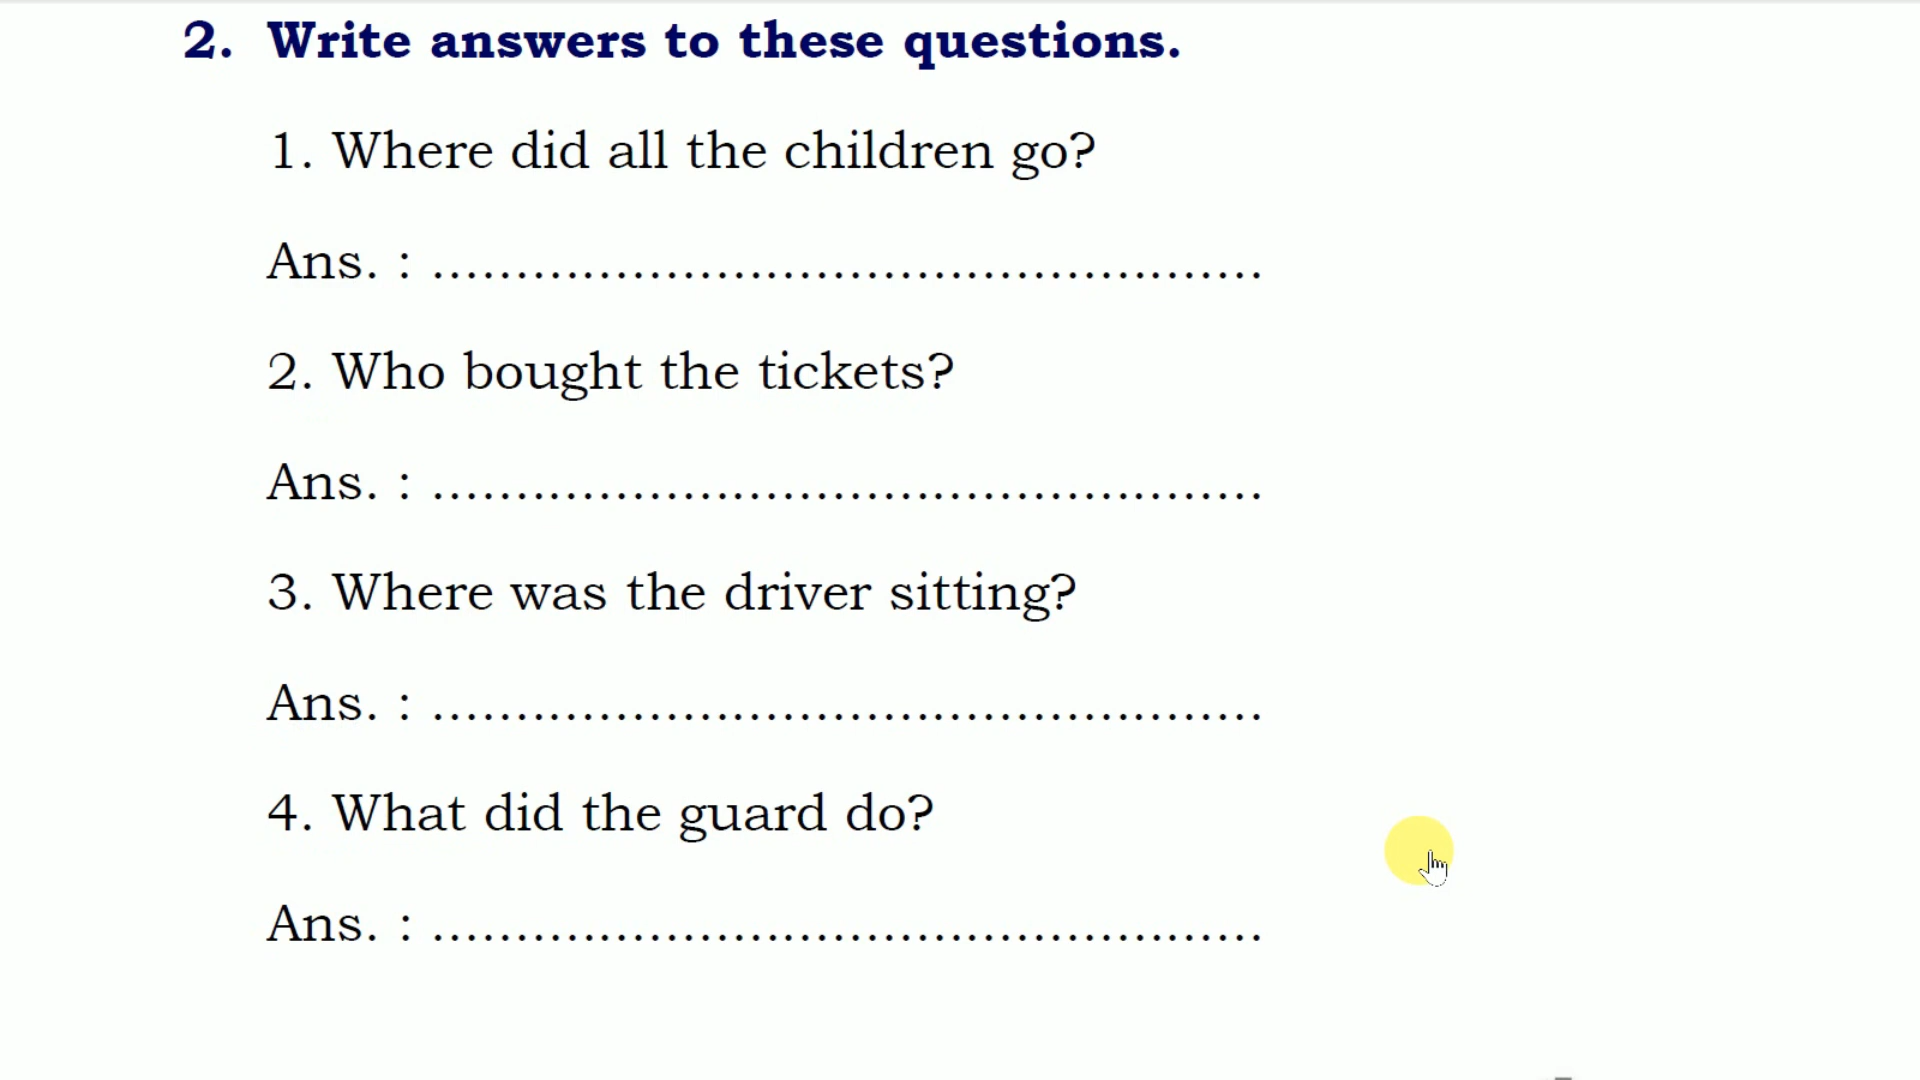 2. Write answers to these questions.
1. Where did all the children go?
Ans. : ..................................................
2. Who bought the tickets?
Ans. : ..................................................
3. Where was the driver sitting?
Ans. : ..................................................
4. What did the guard do?
Ans. : ..................................................